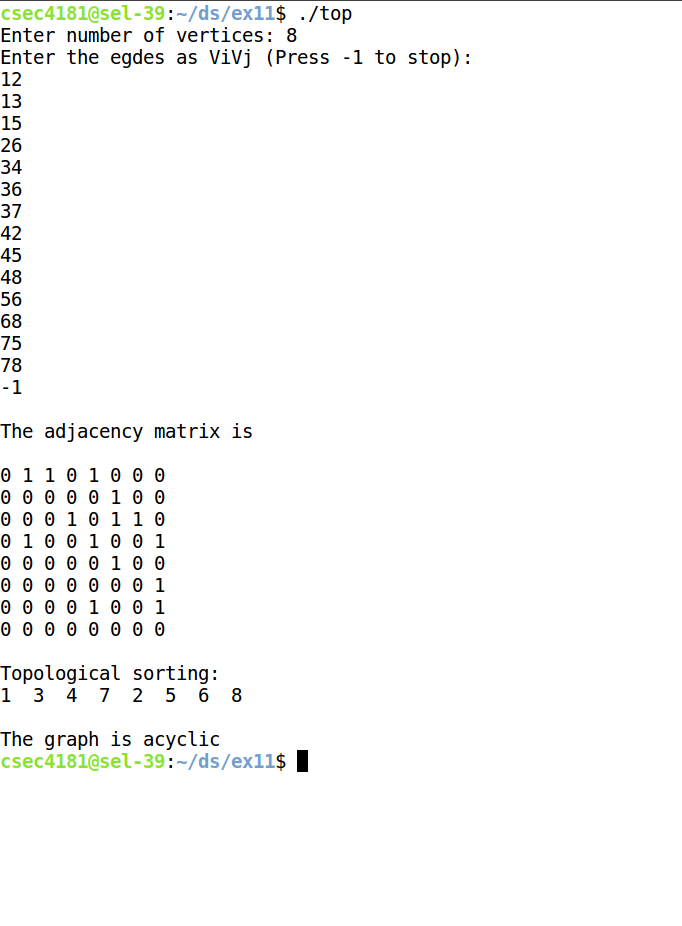 csec4181@sel-39:~/ds/ex11$ ./top
Enter number of vertices: 8
Enter the egdes as ViVj (Press -1 to stop):
12
13
15
26
34
36
37
42
45
48
56
68
75
78
-1
The adjacency matrix is
0 1 1 0 1 0 0 0
0 0 0 0 0 1 0 0
0 0 0 1 0 1 1 0
0 1 0 0 1 0 0 1
0 0 0 0 0 1 0 0
0 0 0 0 0 0 0 1
0 0 0 0 1 0 0 1
0 0 0 0 0 0 0 0
Topological sorting:
1  3  4  7  2  5  6  8
The graph is acyclic
csec4181@sel-39:~/ds/ex11$